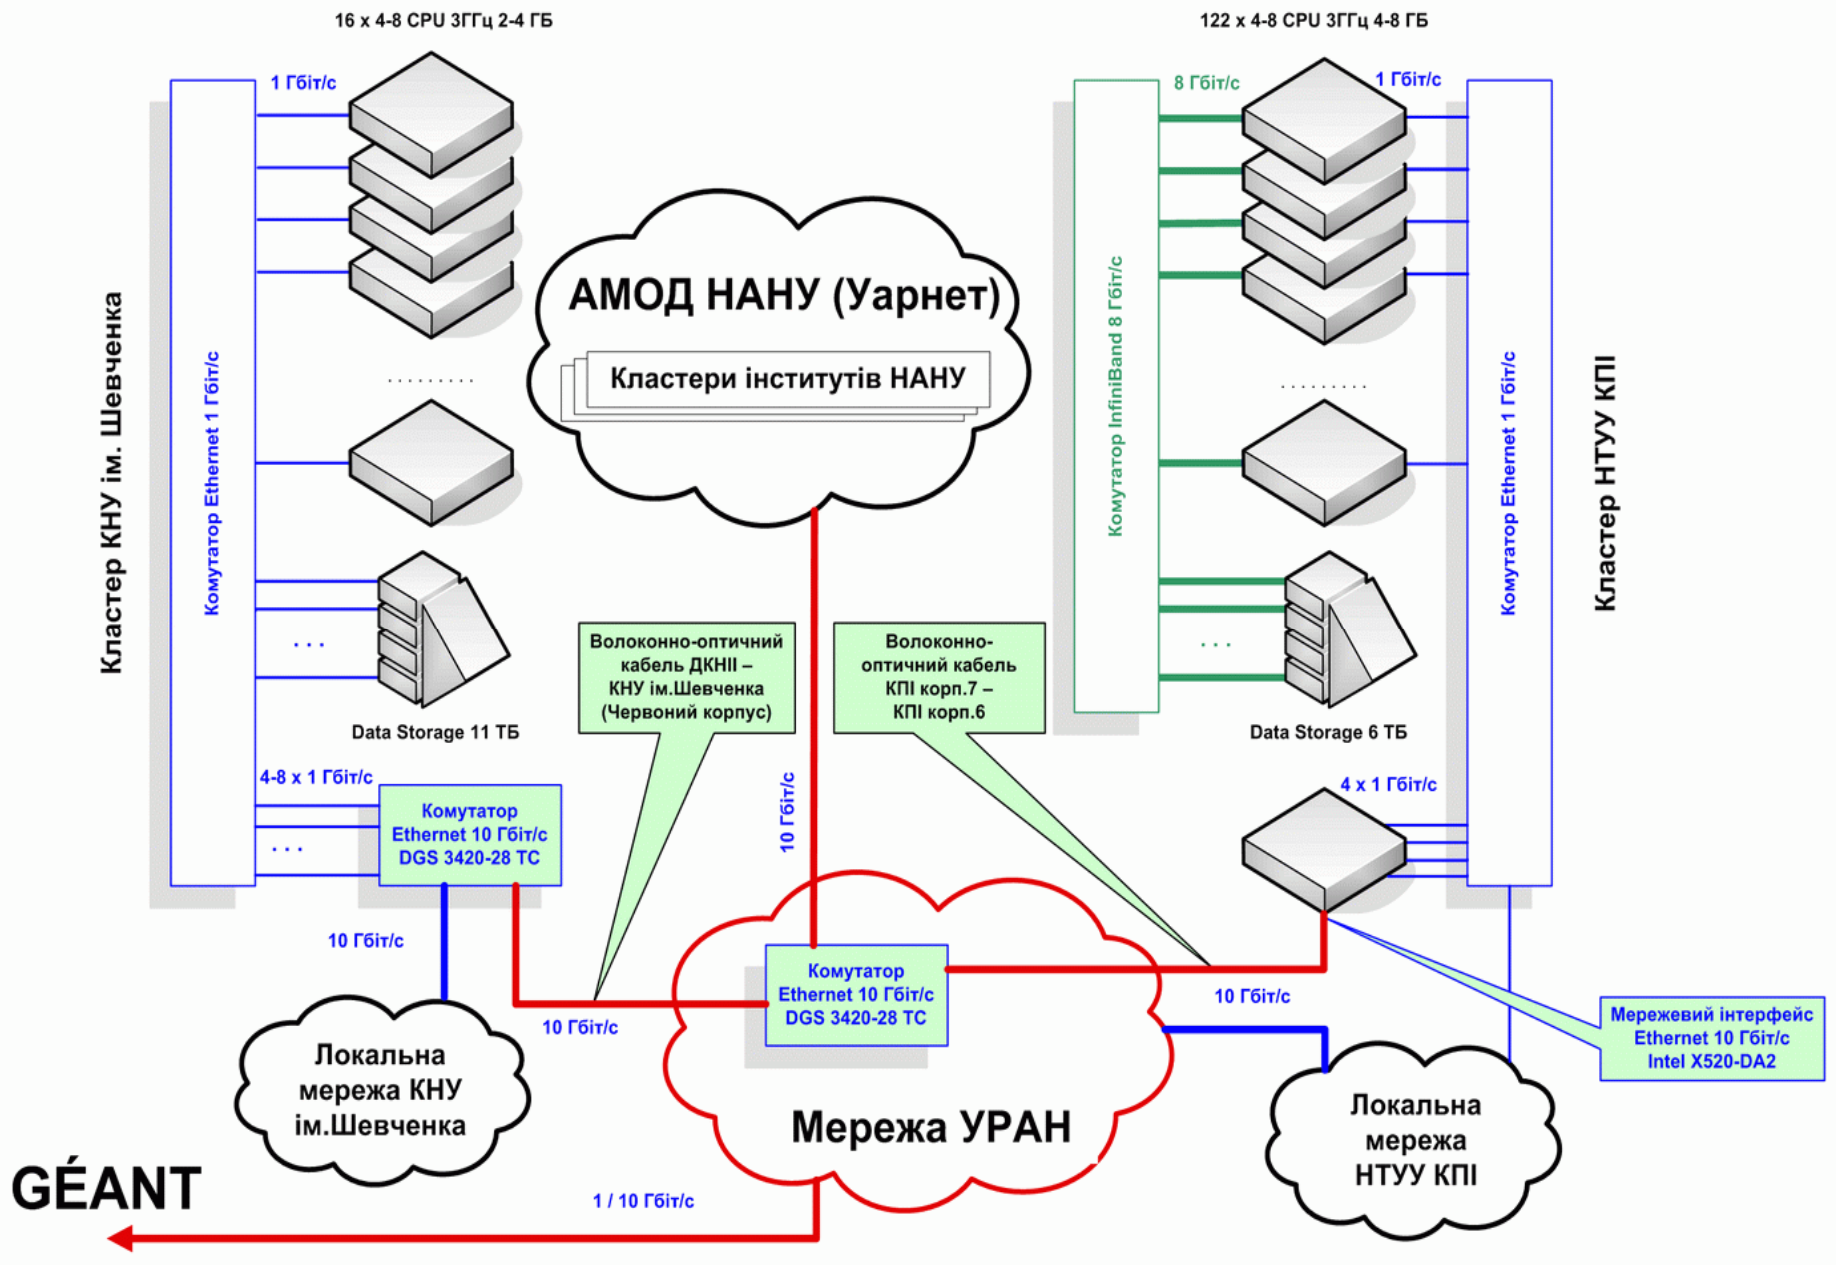 16 x 4-8 CPU 3ГГц 2-4 ГБ
122 x 4-8 CPU 3ГГц 4-8 ГБ
1 Гбіт/с
8 Гбіт/с
1 Гбіт/с
Кластер КНУ ім. Шевченка
Комутатор Ethernet 1 Гбіт/с
АМОД НАНУ (Уарнет)
Кластери інститутів НАНУ
Комутатор InfiniBand 8 Гбіт/с
Комутатор Ethernet 1 Гбіт/с
Кластер НТУУ КПІ
. . . . . . . . .
. . . . . . . . .
. . .
. . .
Волоконно-оптичний
кабель ДКНІІ –
КНУ ім.Шевченка
(Червоний корпус)
Волоконно-
оптичний кабель
КПІ корп.7 –
КПІ корп.6
Data Storage 11 ТБ
Data Storage 6 ТБ
4-8 x 1 Гбіт/с
4 x 1 Гбіт/с
Комутатор
Ethernet 10 Гбіт/с
DGS 3420-28 TC
. . .
10 Гбіт/с
10 Гбіт/с
Комутатор
Ethernet 10 Гбіт/с
DGS 3420-28 TC
10 Гбіт/с
10 Гбіт/с
Мережевий інтерфейс
Ethernet 10 Гбіт/с
Intel X520-DA2
Локальна
мережа КНУ
ім.Шевченка
Мережа УРАН
Локальна
мережа
НТУУ КПІ
GÉANT
1 / 10 Гбіт/с